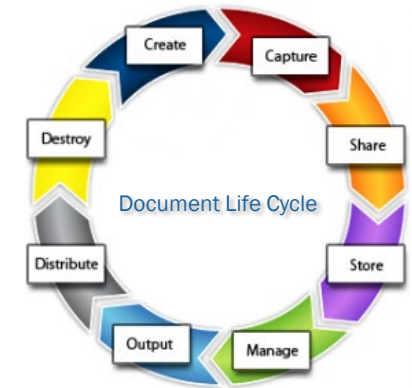 Create
Capture
Share
Store
Manage
Output
Distribute
Destroy
Document Life Cycle